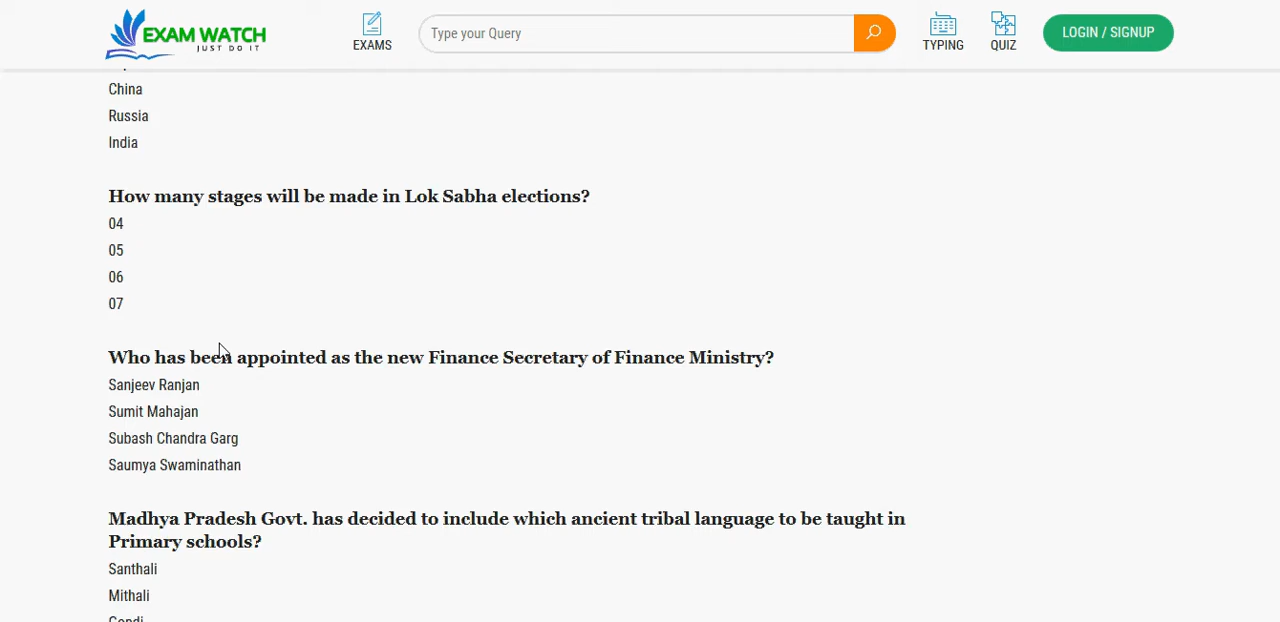 EXAM WATCH
JUST DO IT
EXAMS
Type your Query
TYPING
QUIZ
LOGIN / SIGNUP
China
Russia
India
How many stages will be made in Lok Sabha elections?
04
05
06
07
Who has been appointed as the new Finance Secretary of Finance Ministry?
Sanjeev Ranjan
Sumit Mahajan
Subash Chandra Garg
Saumya Swaminathan
Madhya Pradesh Govt. has decided to include which ancient tribal language to be taught in
Primary schools?
Santhali
Mithali
Gondi